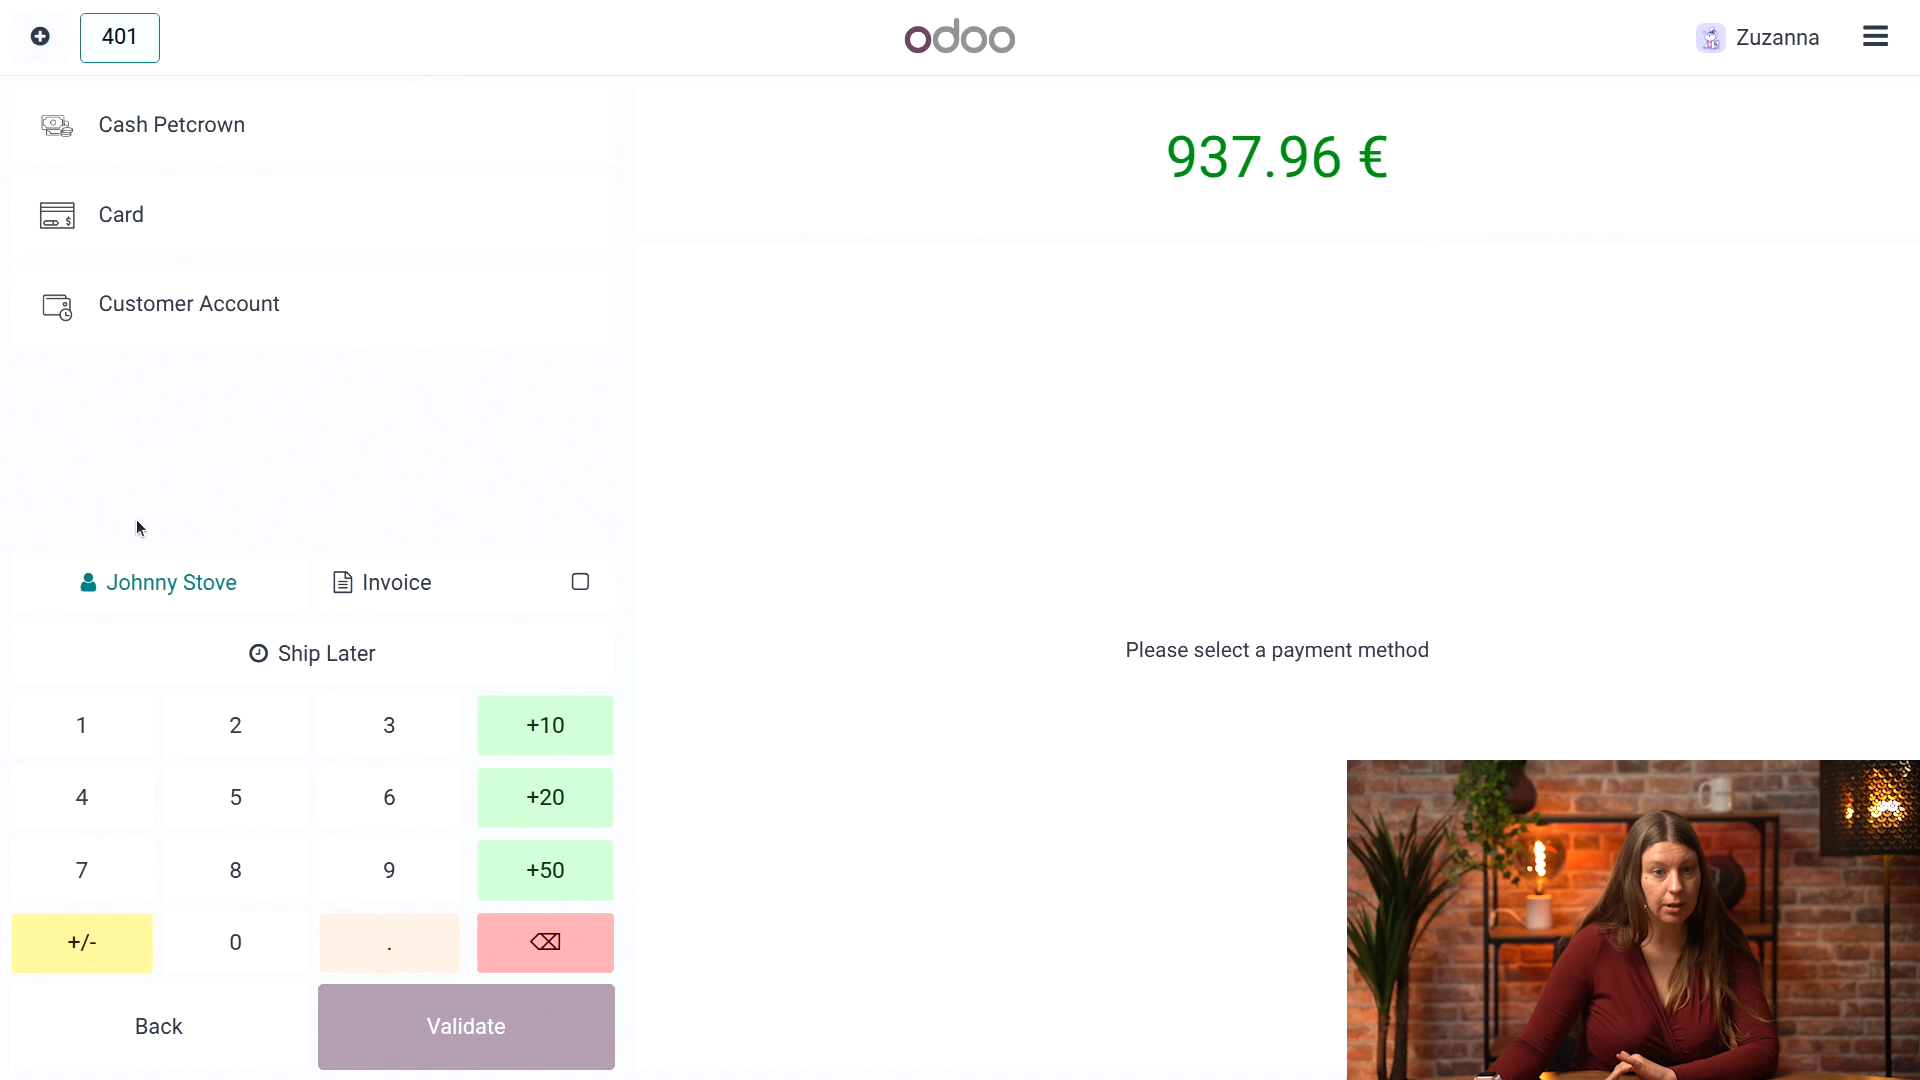 401
odoo
Zuzanna
Cash Petcrown
937.96 €
Card
Customer Account
Johnny Stove
Invoice
Ship Later
Please select a payment method
1 2 3 +10
4 5 6 +20
7 8 9 +50
+/- 0 . ⌫
Back
Validate